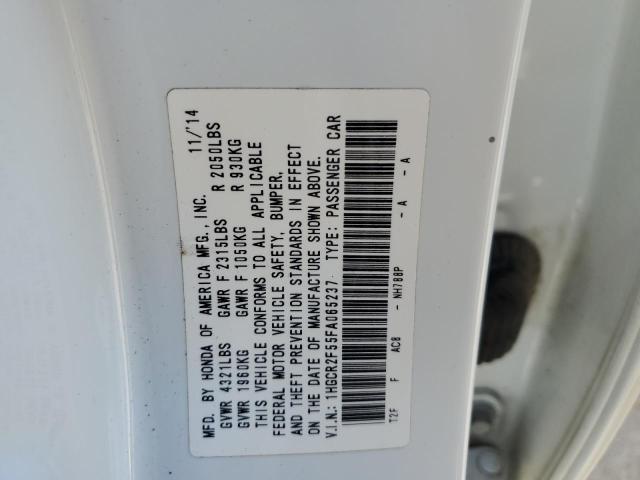 MFD. BY HONDA OF AMERICA MFG., INC. 11/'14
GVWR 4321LBS GAWR F 2315LBS R 2050LBS
GVWR 1960KG GAWR F 1050KG R 930KG
THIS VEHICLE CONFORMS TO ALL APPLICABLE
FEDERAL MOTOR VEHICLE SAFETY, BUMPER,
AND THEFT PREVENTION STANDARDS IN EFFECT
ON THE DATE OF MANUFACTURE SHOWN ABOVE.
V.I.N.: 1HGCR2F55FA065237 TYPE: PASSENGER CAR
T2F F AC8 - NH788P - A - A